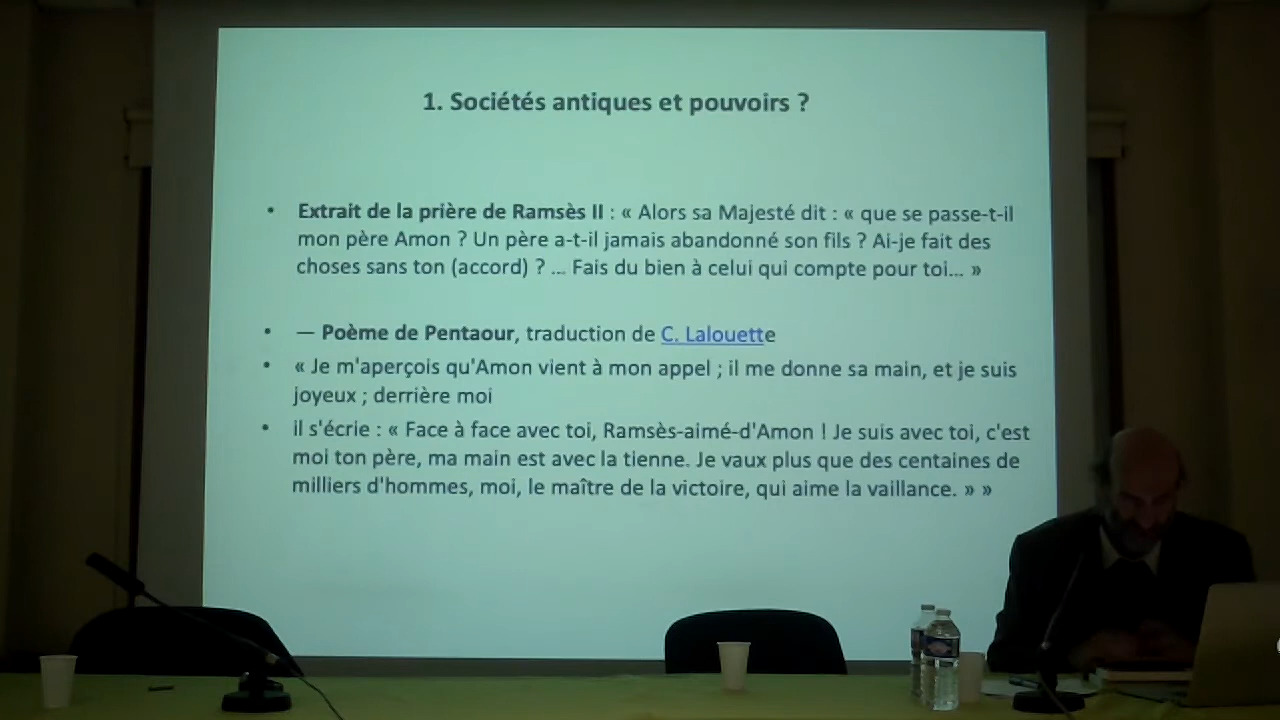 1. Sociétés antiques et pouvoirs ?
• Extrait de la prière de Ramsès II : « Alors sa Majesté dit : « que se passe-t-il
mon père Amon ? Un père a-t-il jamais abandonné son fils ? Ai-je fait des
choses sans ton (accord) ? ... Fais du bien à celui qui compte pour toi... »
• — Poème de Pentaour, traduction de C. Lalouette
• « Je m'aperçois qu'Amon vient à mon appel ; il me donne sa main, et je suis
joyeux ; derrière moi
• il s'écrie : « Face à face avec toi, Ramsès-aimé-d'Amon ! Je suis avec toi, c'est
moi ton père, ma main est avec la tienne. Je vaux plus que des centaines de
milliers d'hommes, moi, le maître de la victoire, qui aime la vaillance. » »